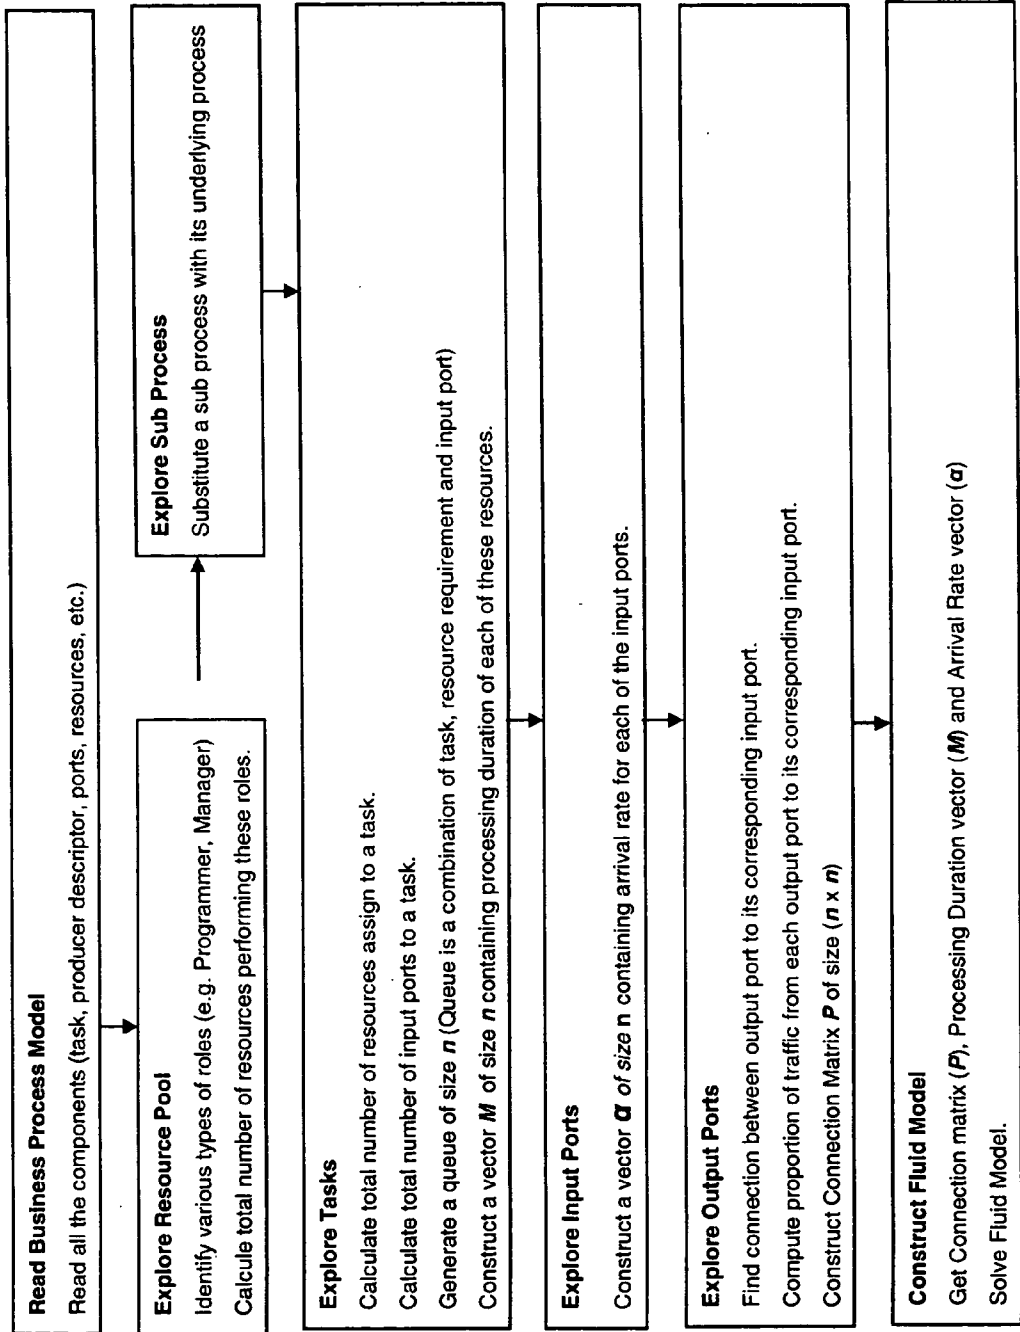 Read Business Process Model
Read all the components (task, producer descriptor, ports, resources, etc.)
Explore Resource Pool
Identify various types of roles (e.g. Programmer, Manager)
Calcule total number of resources performing these roles.
Explore Sub Process
Substitute a sub process with its underlying process
Explore Tasks
Calculate total number of resources assign to a task.
Calculate total number of input ports to a task.
Generate a queue of size n (Queue is a combination of task, resource requirement and input port)
Construct a vector M of size n containing processing duration of each of these resources.
Explore Input Ports
Construct a vector α of size n containing arrival rate for each of the input ports.
Explore Output Ports
Find connection between output port to its corresponding input port.
Compute proportion of traffic from each output port to its corresponding input port.
Construct Connection Matrix P of size (n x n)
Construct Fluid Model
Get Connection matrix (P), Processing Duration vector (M) and Arrival Rate vector (α)
Solve Fluid Model.